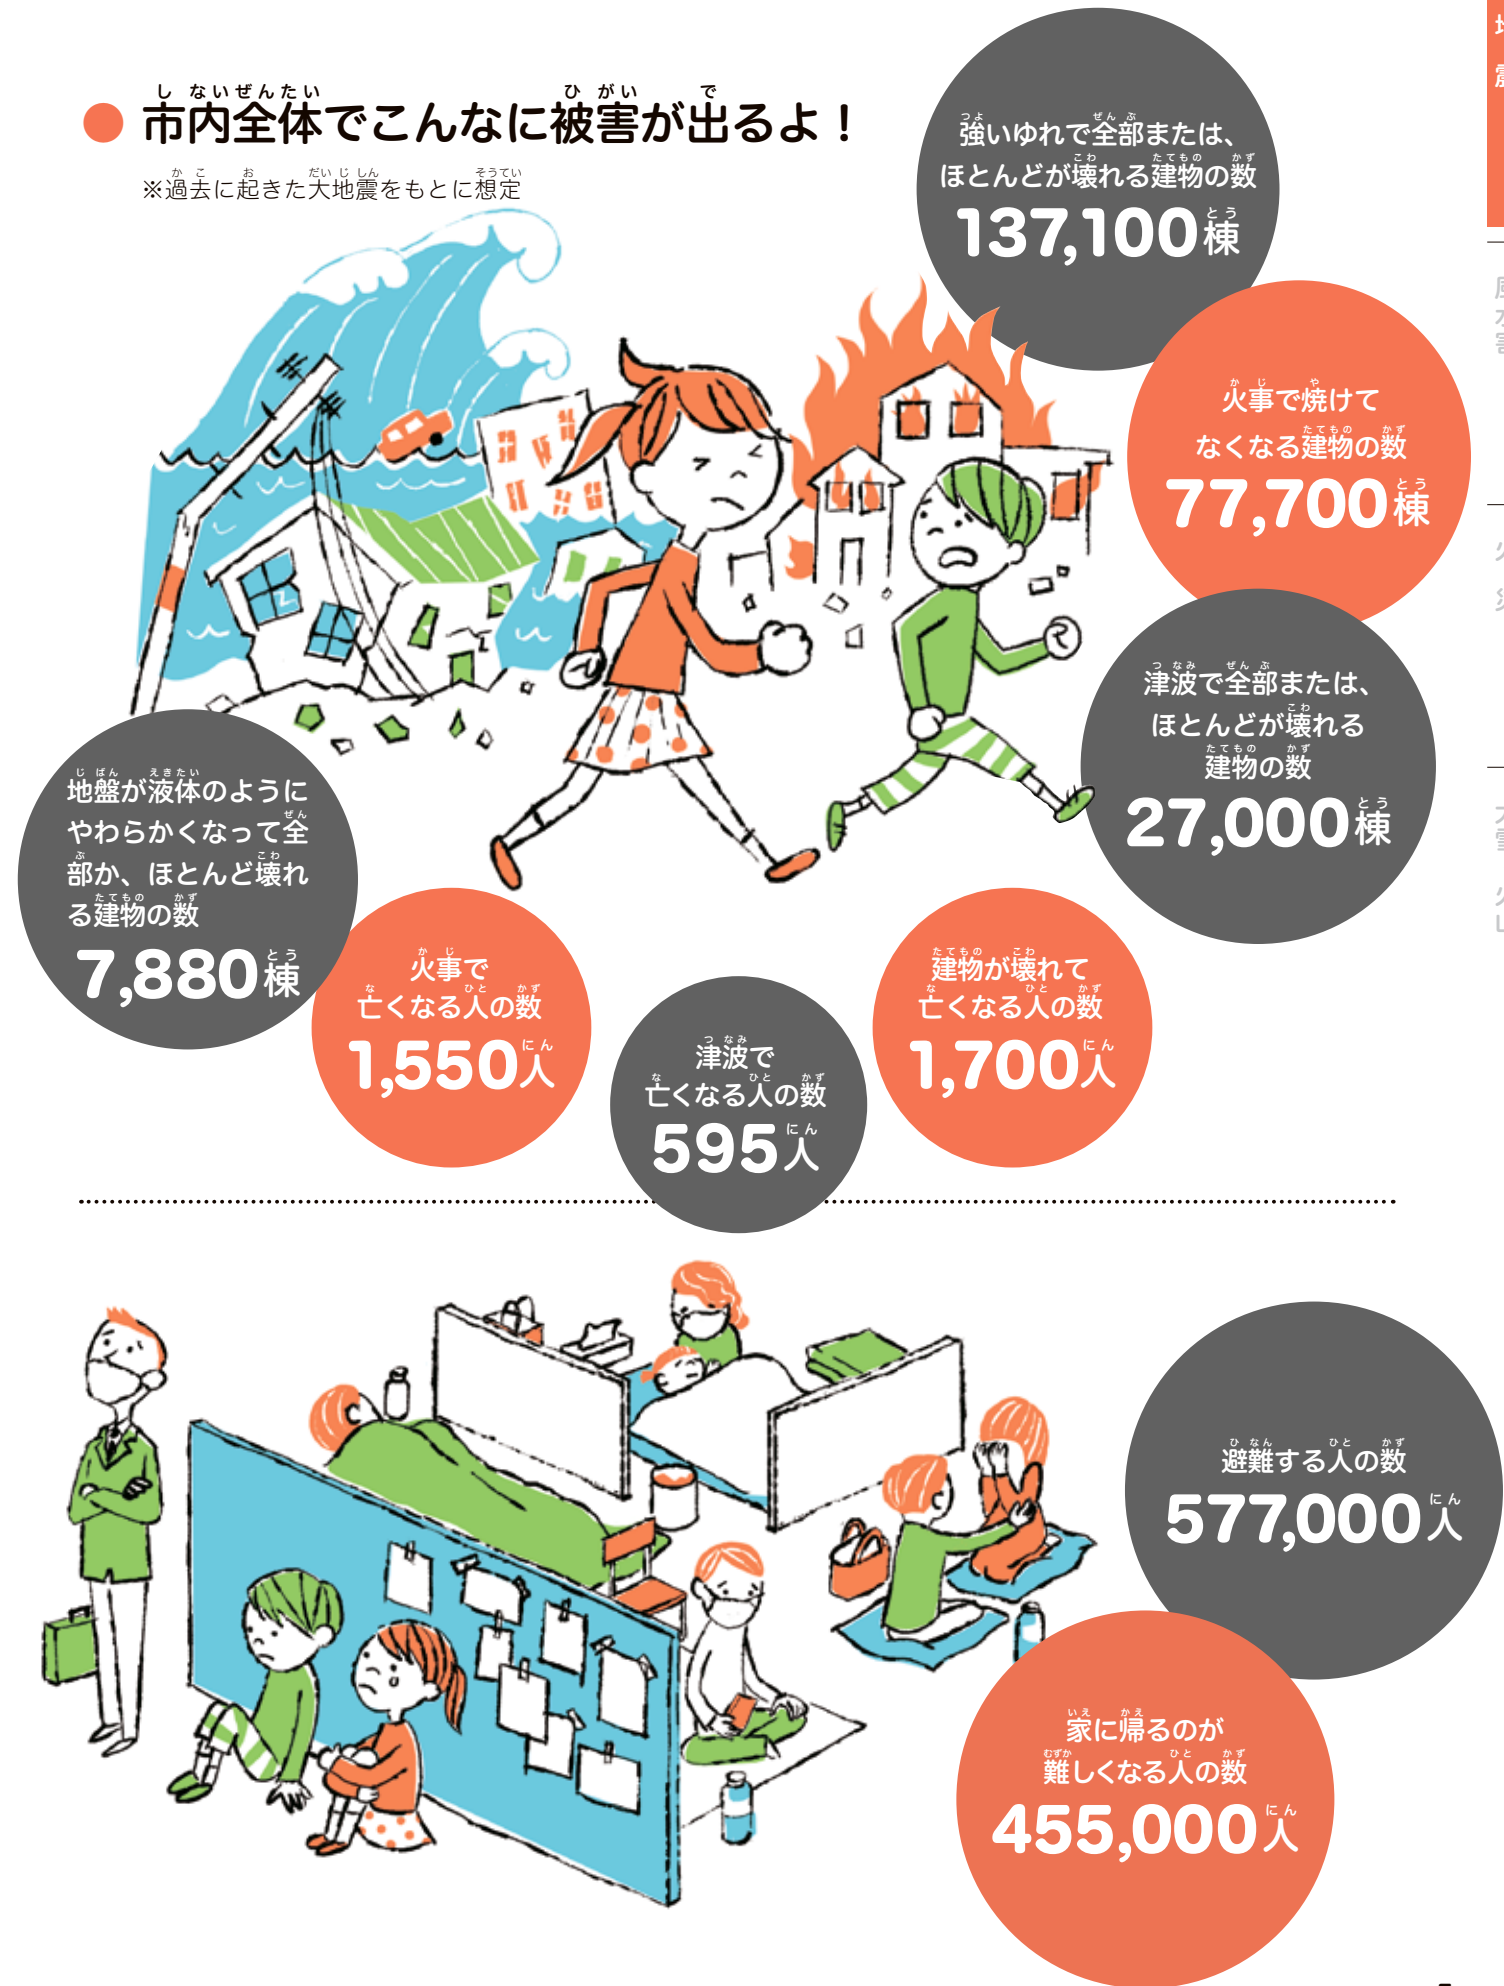 市内全体でこんなに被害が出るよ！
※過去に起きた大地震をもとに想定
強いゆれで全部または、
ほとんどが壊れる建物の数
137,100棟
火事で焼けて
なくなる建物の数
77,700棟
津波で全部または、
ほとんどが壊れる
建物の数
27,000棟
地盤が液体のように
やわらかくなって全
部か、ほとんど壊れ
る建物の数
7,880棟
火事で
亡くなる人の数
1,550人
津波で
亡くなる人の数
595人
建物が壊れて
亡くなる人の数
1,700人
避難する人の数
577,000人
家に帰るのが
難しくなる人の数
455,000人